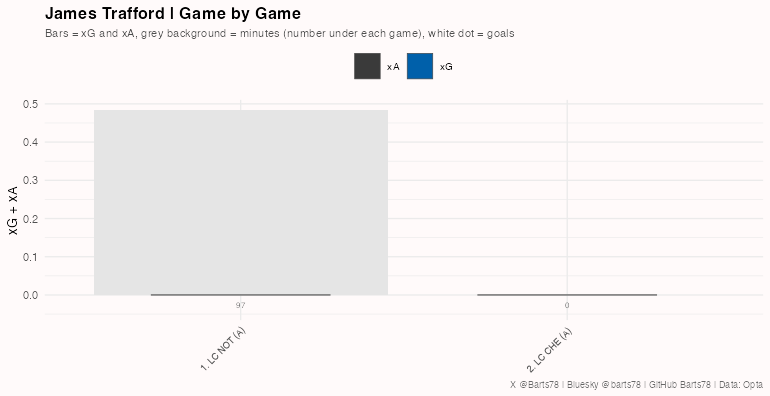 James Trafford | Game by Game
Bars = xG and xA, grey background = minutes (number under each game), white dot = goals
xA
xG
xG + xA
0.5
0.4
0.3
0.2
0.1
0.0
97
0
1. LC NOT (A)
2. LC CHE (A)
X @Barts78 | Bluesky @barts78 | GitHub Barts78 | Data: Opta